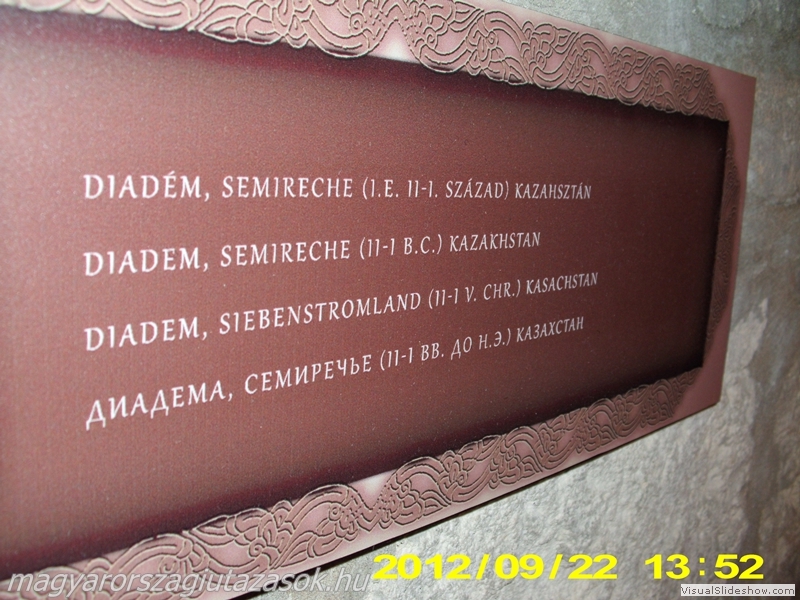 DIADÉM, SEMIRECHE (I.E. II-I. SZÁZAD) KAZAHSZTÁN
DIADEM, SEMIRECHE (II-I B.C.) KAZAKHSTAN
DIADEM, SIEBENSTROMLAND (II-I V. CHR.) KASACHSTAN
ДИАДЕМА, СЕМИРЕЧЬЕ (II-I ВВ. ДО Н.Э.) КАЗАХСТАН
magyarorszagiutazasok.hu
2012/09/22 13:52
VisualSlideshow.com